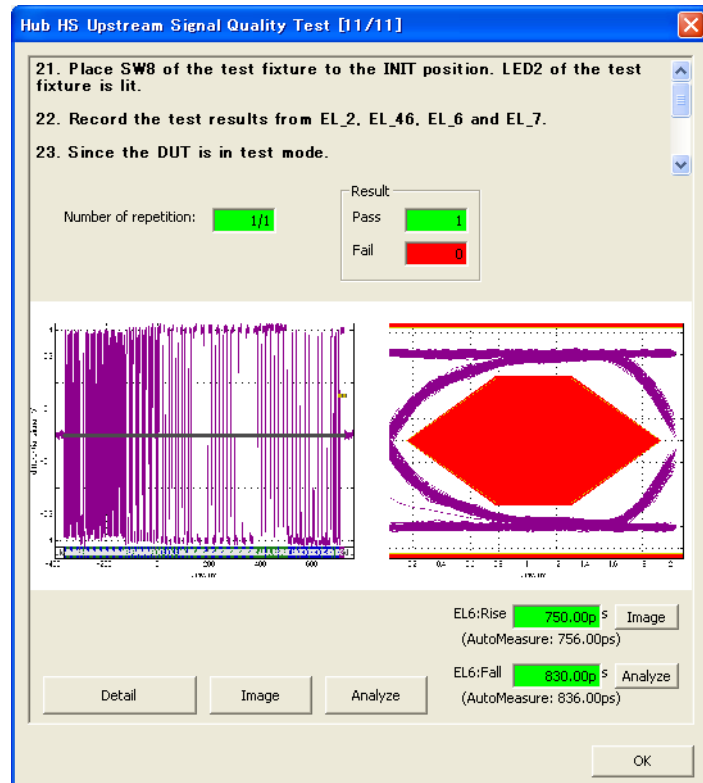 Hub HS Upstream Signal Quality Test [11/11]
21. Place SW8 of the test fixture to the INIT position. LED2 of the test
fixture is lit.
22. Record the test results from EL_2, EL_46, EL_6 and EL_7.
23. Since the DUT is in test mode.
Number of repetition:
1/1
Result
Pass
1
Fail
0
-400
-200
0
200
400
600
EL6:Rise
750.00p
s
Image
(AutoMeasure: 756.00ps)
EL6:Fall
830.00p
s
Analyze
(AutoMeasure: 836.00ps)
Detail
Image
Analyze
OK